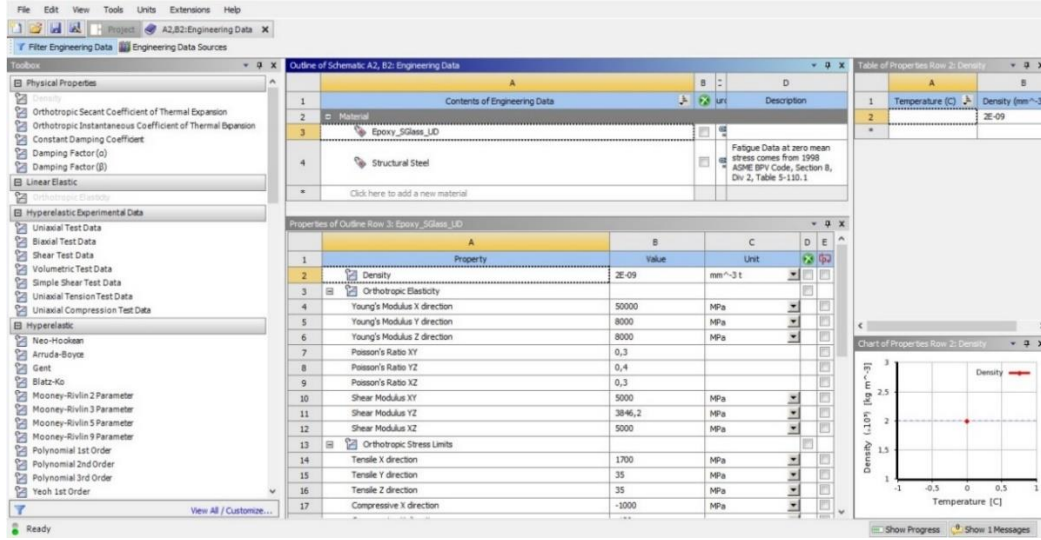 File Edit View Tools Units Extensions Help
Project A2,B2:Engineering Data X
Filter Engineering Data Engineering Data Sources
Toolbox
Physical Properties
Density
Orthotropic Secant Coefficient of Thermal Expansion
Orthotropic Instantaneous Coefficient of Thermal Expansion
Constant Damping Coefficient
Damping Factor (α)
Damping Factor (β)
Linear Elastic
Orthotropic Elasticity
Hyperelastic Experimental Data
Uniaxial Test Data
Biaxial Test Data
Shear Test Data
Volumetric Test Data
Simple Shear Test Data
Uniaxial Tension Test Data
Uniaxial Compression Test Data
Hyperelastic
Neo-Hookean
Arruda-Boyce
Gent
Blatz-Ko
Mooney-Rivlin 2 Parameter
Mooney-Rivlin 3 Parameter
Mooney-Rivlin 5 Parameter
Mooney-Rivlin 9 Parameter
Polynomial 1st Order
Polynomial 2nd Order
Polynomial 3rd Order
Yeoh 1st Order
View All / Customize...
Outline of Schematic A2, B2: Engineering Data
A B D
1 Contents of Engineering Data Description
2 Material
3 Epoxy_SGlass_UD
4 Structural Steel
Fatigue Data at zero mean
stress comes from 1998
ASME BPV Code, Section 8,
Div 2, Table 5-110.1
* Click here to add a new material
Properties of Outline Row 3: Epoxy_SGlass_UD
A B C D E
1 Property Value Unit
2 Density 2E-09 mm^-3 t
3 Orthotropic Elasticity
4 Young's Modulus X direction 50000 MPa
5 Young's Modulus Y direction 8000 MPa
6 Young's Modulus Z direction 8000 MPa
7 Poisson's Ratio XY 0,3
8 Poisson's Ratio YZ 0,4
9 Poisson's Ratio XZ 0,3
10 Shear Modulus XY 5000 MPa
11 Shear Modulus YZ 3846,2 MPa
12 Shear Modulus XZ 5000 MPa
13 Orthotropic Stress Limits
14 Tensile X direction 1700 MPa
15 Tensile Y direction 35 MPa
16 Tensile Z direction 35 MPa
17 Compressive X direction -1000 MPa
Table of Properties Row 2: Density
A B
1 Temperature (C) Density (mm^-3
2 2E-09
*
Chart of Properties Row 2: Density
Density
3
2,5
2
1,5
1
Density (.10³) [kg m^-3]
-1 -0,5 0 0,5 1
Temperature [C]
Ready
Show Progress Show 1 Messages